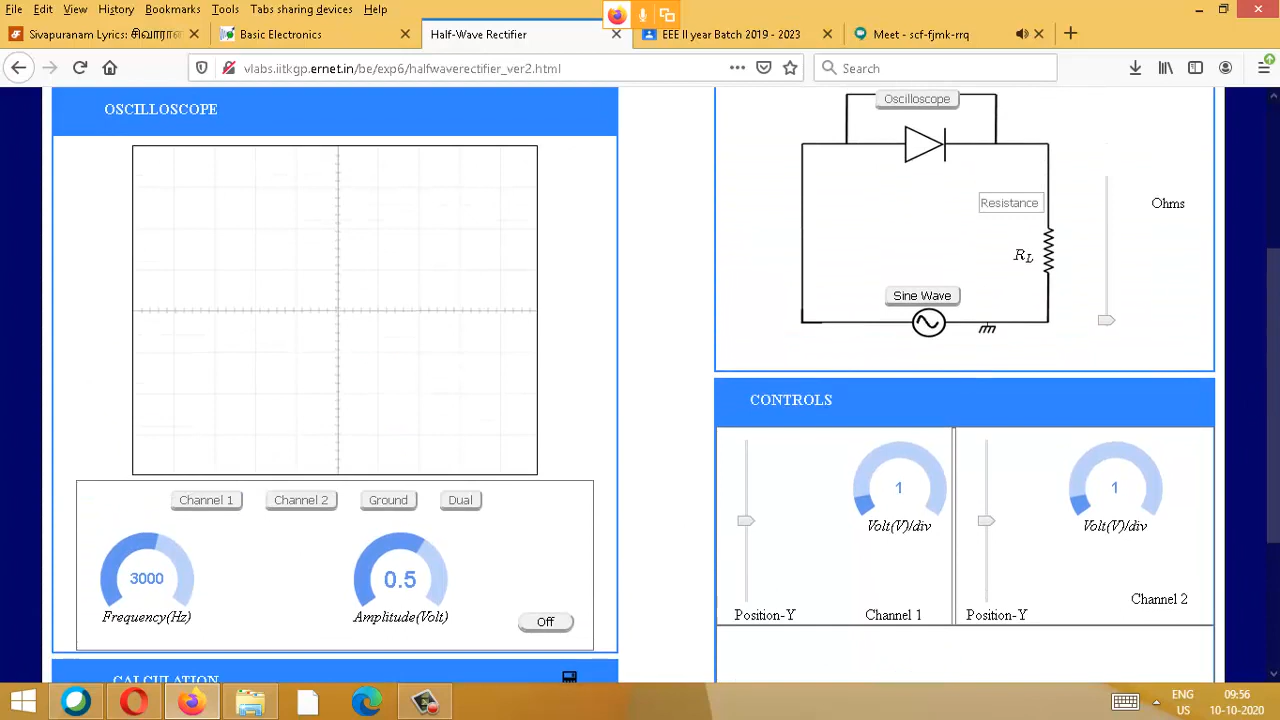 File Edit View History Bookmarks Tools Tabs sharing devices Help
Sivapuranam Lyrics:
Basic Electronics
Half-Wave Rectifier
EEE II year Batch 2019 - 2023
Meet - scf-fjmk-rrq
vlabs.iitkgp.ernet.in/be/exp6/halfwaverectifier_ver2.html
Search
OSCILLOSCOPE
Oscilloscope
Resistance
Ohms
RL
Sine Wave
CONTROLS
1
Volt(V)/div
Position-Y
Channel 1
1
Volt(V)/div
Channel 2
Position-Y
Channel 1 Channel 2 Ground Dual
3000
Frequency(Hz)
0.5
Amplitude(Volt)
Off
CALCULATION
ENG
US
09:56
10-10-2020